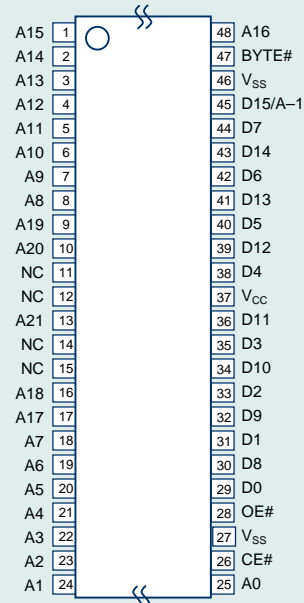 A15 1 48 A16
A14 2 47 BYTE#
A13 3 46 VSS
A12 4 45 D15/A–1
A11 5 44 D7
A10 6 43 D14
A9 7 42 D6
A8 8 41 D13
A19 9 40 D5
A20 10 39 D12
NC 11 38 D4
NC 12 37 VCC
A21 13 36 D11
NC 14 35 D3
NC 15 34 D10
A18 16 33 D2
A17 17 32 D9
A7 18 31 D1
A6 19 30 D8
A5 20 29 D0
A4 21 28 OE#
A3 22 27 VSS
A2 23 26 CE#
A1 24 25 A0